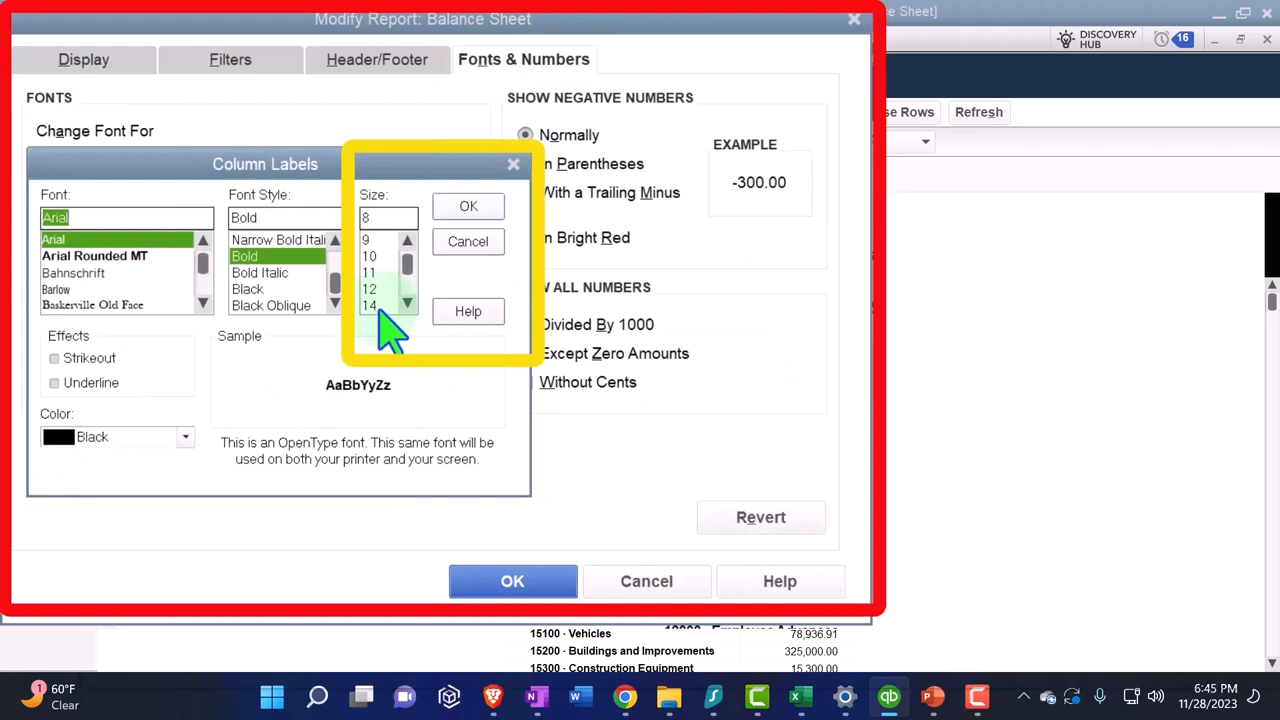 Modify Report: Balance Sheet
ce Sheet]
DISCOVERY
HUB
16
Display
Filters
Header/Footer
Fonts & Numbers
FONTS
Change Font For
SHOW NEGATIVE NUMBERS
Normally
n Parentheses
With a Trailing Minus
n Bright Red
EXAMPLE
-300.00
se Rows
Refresh
Column Labels
Font:
Arial
Arial
Arial Rounded MT
Bahnschrift
Barlow
Baskerville Old Face
Font Style:
Bold
Narrow Bold Itali
Bold
Bold Italic
Black
Black Oblique
Size:
8
9
10
11
12
14
OK
Cancel
Help
W ALL NUMBERS
Divided By 1000
Except Zero Amounts
Without Cents
Effects
Strikeout
Underline
Color:
Black
Sample
AaBbYyZz
This is an OpenType font. This same font will be
used on both your printer and your screen.
Revert
OK
Cancel
Help
15100 · Vehicles 78,936.91
15200 · Buildings and Improvements 325,000.00
15300 · Construction Equipment 15,300.00
1
60°F
Clear
6:45 PM
11/28/2023